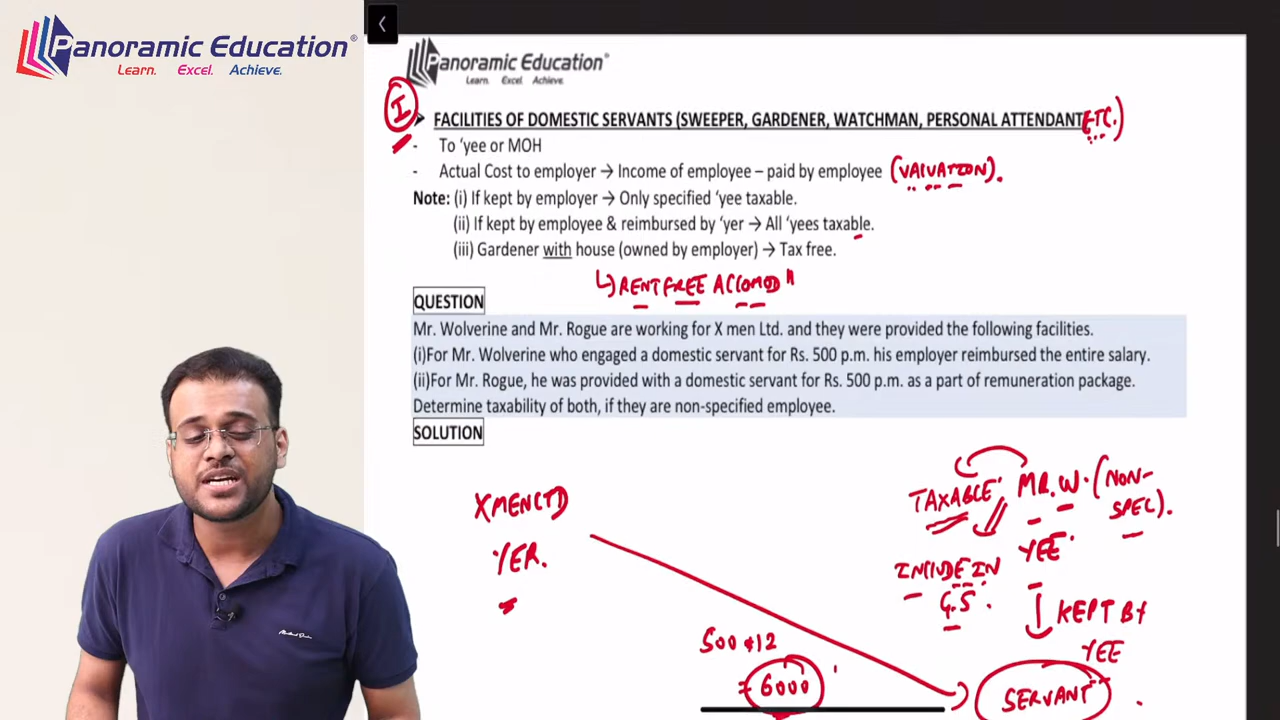 Panoramic Education®
Learn. Excel. Achieve.
Panoramic Education®
Learn. Excel. Achieve.
I
➤ FACILITIES OF DOMESTIC SERVANTS (SWEEPER, GARDENER, WATCHMAN, PERSONAL ATTENDANT ETC.)
- To 'yee or MOH
- Actual Cost to employer → Income of employee – paid by employee (VALUATION).
Note: (i) If kept by employer → Only specified 'yee taxable.
(ii) If kept by employee & reimbursed by 'yer → All 'yees taxable.
(iii) Gardener with house (owned by employer) → Tax free.
↳ RENT FREE ACCOMOD
QUESTION
Mr. Wolverine and Mr. Rogue are working for X men Ltd. and they were provided the following facilities.
(i)For Mr. Wolverine who engaged a domestic servant for Rs. 500 p.m. his employer reimbursed the entire salary.
(ii)For Mr. Rogue, he was provided with a domestic servant for Rs. 500 p.m. as a part of remuneration package.
Determine taxability of both, if they are non-specified employee.
SOLUTION
XMEN LTD
'YER.
TAXABLE MR. W. (NON-SPEC).
YEE
INCLUDE IN
G.S.
KEPT BY
YEE
500*12
= 6000
SERVANT